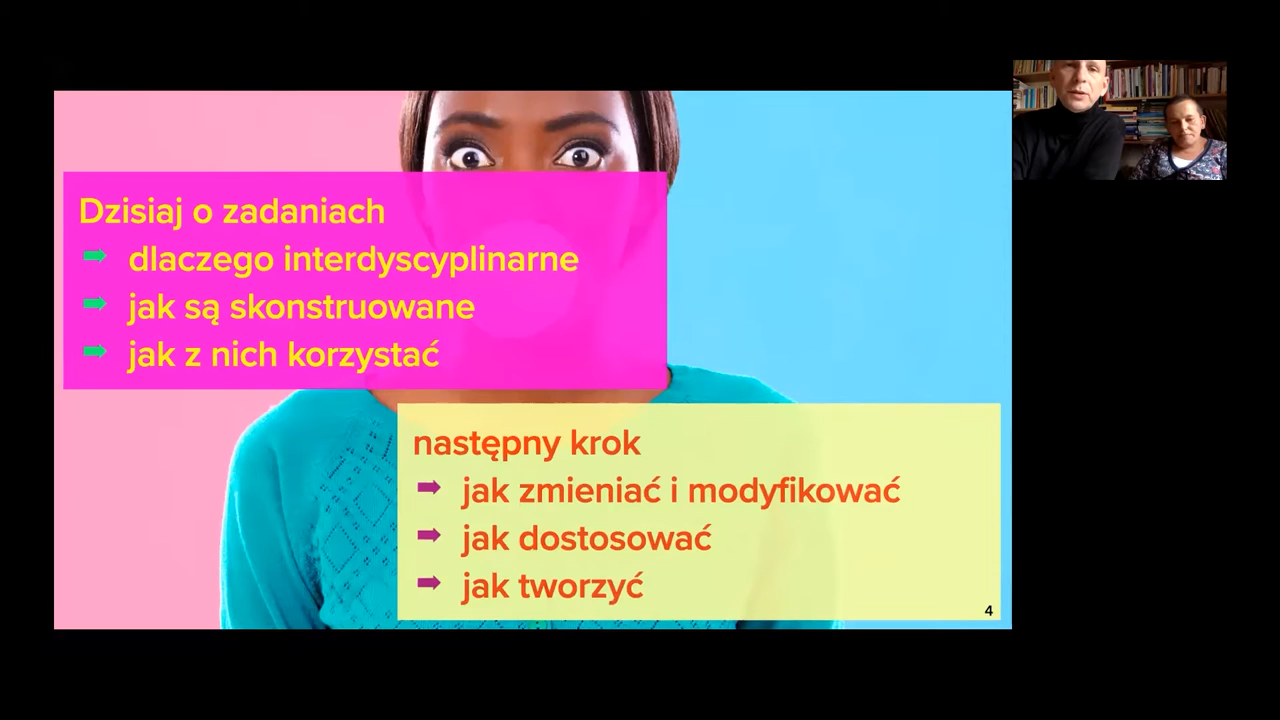 Dzisiaj o zadaniach
➡ dlaczego interdyscyplinarne
➡ jak są skonstruowane
➡ jak z nich korzystać
następny krok
➡ jak zmieniać i modyfikować
➡ jak dostosować
➡ jak tworzyć
4